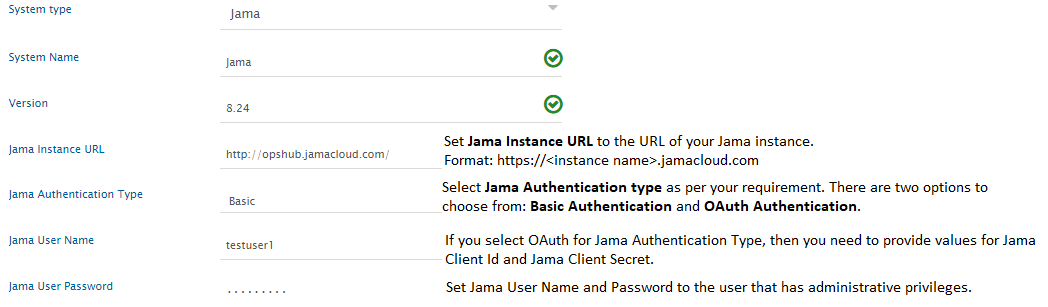 System type
Jama
System Name
Jama
Version
8.24
Jama Instance URL
http://opshub.jamacloud.com/
Set Jama Instance URL to the URL of your Jama instance.
Format: https://<instance name>.jamacloud.com
Jama Authentication Type
Basic
Select Jama Authentication type as per your requirement. There are two options to
choose from: Basic Authentication and OAuth Authentication.
Jama User Name
testuser1
If you select OAuth for Jama Authentication Type, then you need to provide values for Jama
Client Id and Jama Client Secret.
Jama User Password
.........
Set Jama User Name and Password to the user that has administrative privileges.